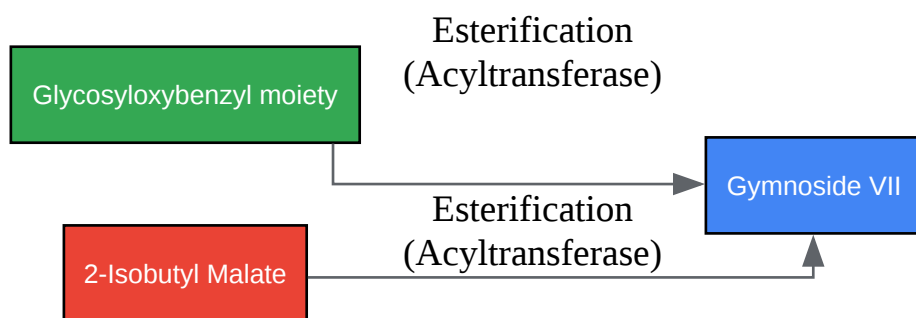 Esterification
(Acyltransferase)
Glycosyloxybenzyl moiety
Gymnoside VII
Esterification
(Acyltransferase)
2-Isobutyl Malate